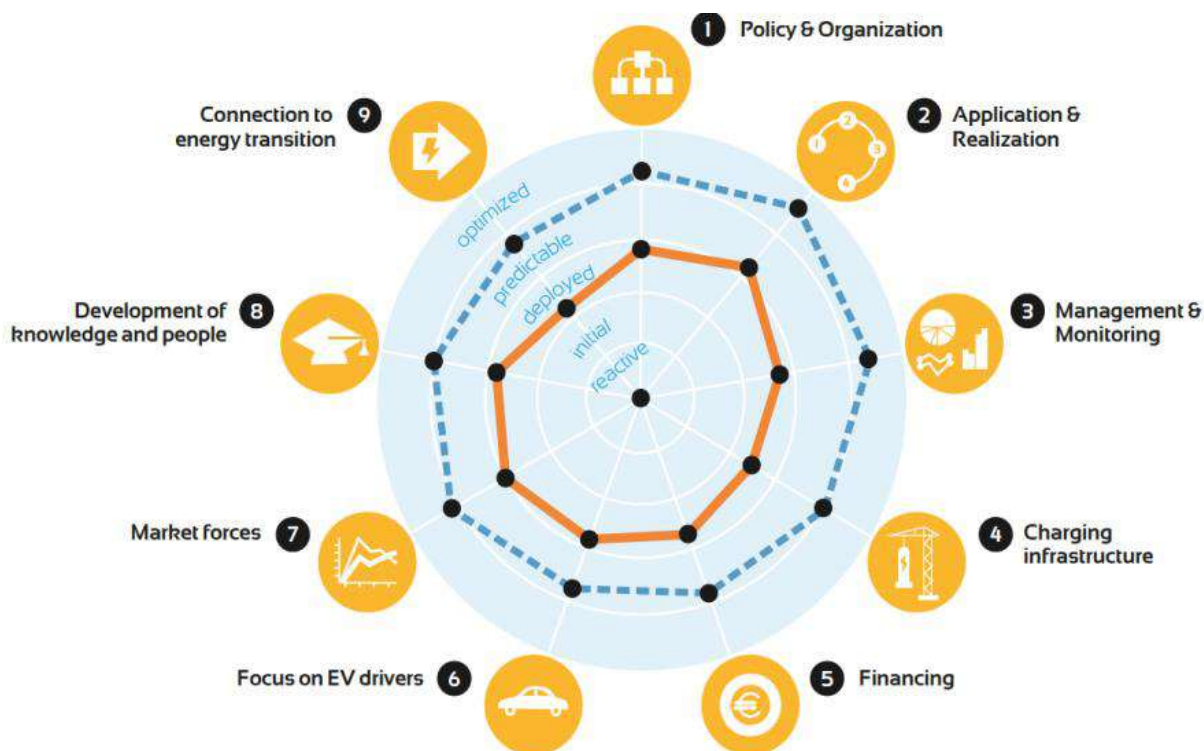 1 Policy & Organization
2 Application &
Realization
1
2
3
4
3 Management &
Monitoring
4 Charging
infrastructure
5 Financing
€
Focus on EV drivers 6
Market forces 7
Development of 8
knowledge and people
Connection to 9
energy transition
optimized
predictable
deployed
initial
reactive